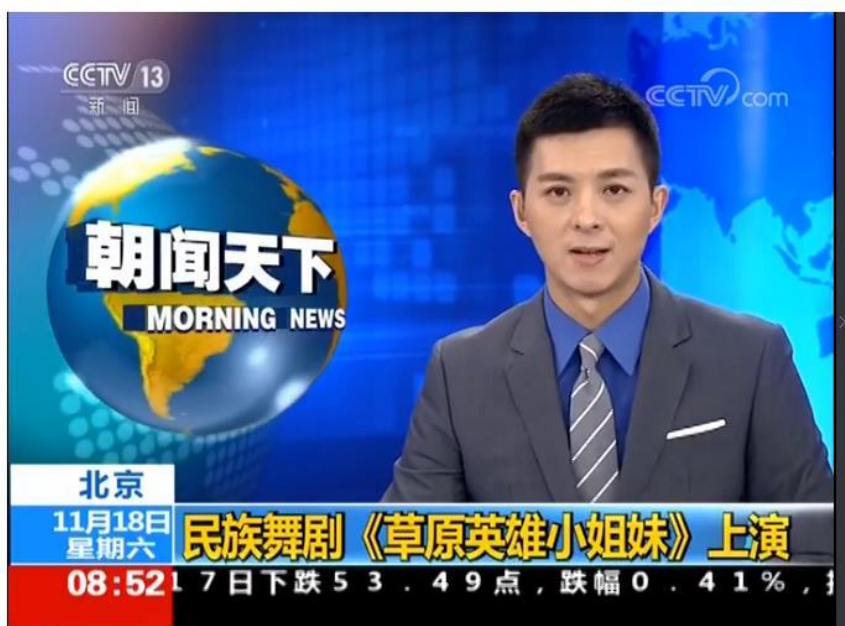 CCTV 13
新闻
CCTV.com
朝闻天下
MORNING NEWS
北京
11月18日
星期六
民族舞剧《草原英雄小姐妹》上演
08:52
17日下跌53.49点,跌幅0.41%,